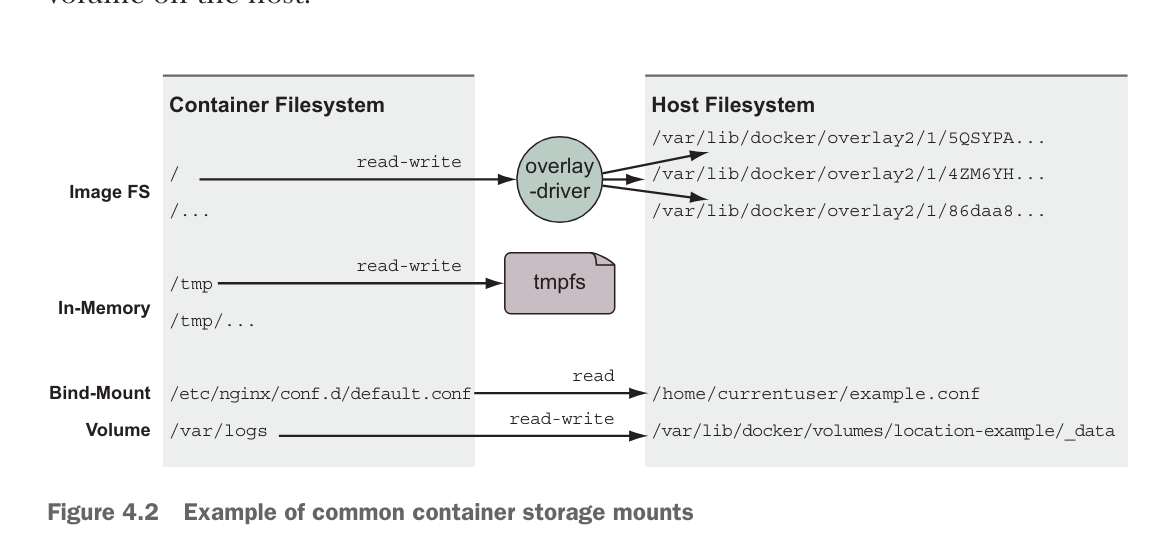 volume on the host.
Container Filesystem
Host Filesystem
/var/lib/docker/overlay2/1/5QSYPA...
Image FS
/
read-write
overlay
-driver
/var/lib/docker/overlay2/1/4ZM6YH...
/...
/var/lib/docker/overlay2/1/86daa8...
In-Memory
/tmp
read-write
tmpfs
/tmp/...
Bind-Mount
/etc/nginx/conf.d/default.conf
read
/home/currentuser/example.conf
Volume
/var/logs
read-write
/var/lib/docker/volumes/location-example/_data
Figure 4.2 Example of common container storage mounts